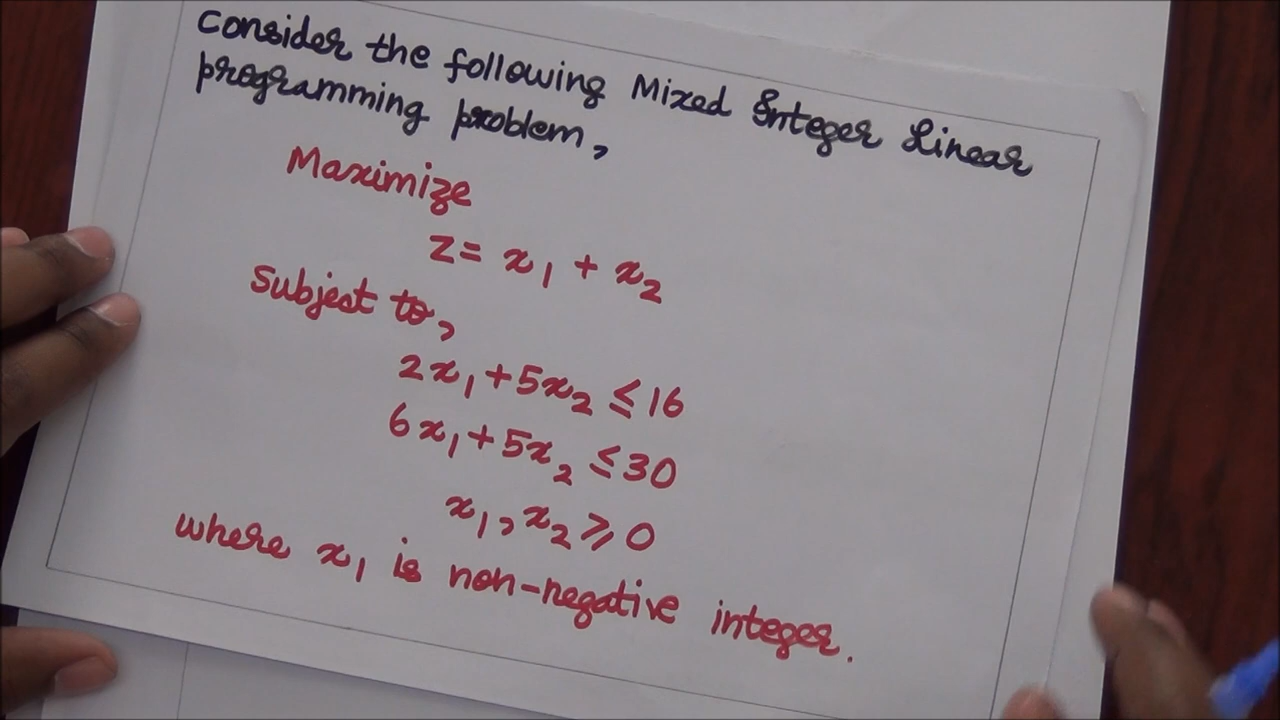 Consider the following Mixed Integer Linear
programming problem,
Maximize
Z = x₁ + x₂
Subject to,
2x₁ + 5x₂ ≤ 16
6x₁ + 5x₂ ≤ 30
x₁, x₂ ≥ 0
where x₁ is non-negative integer.